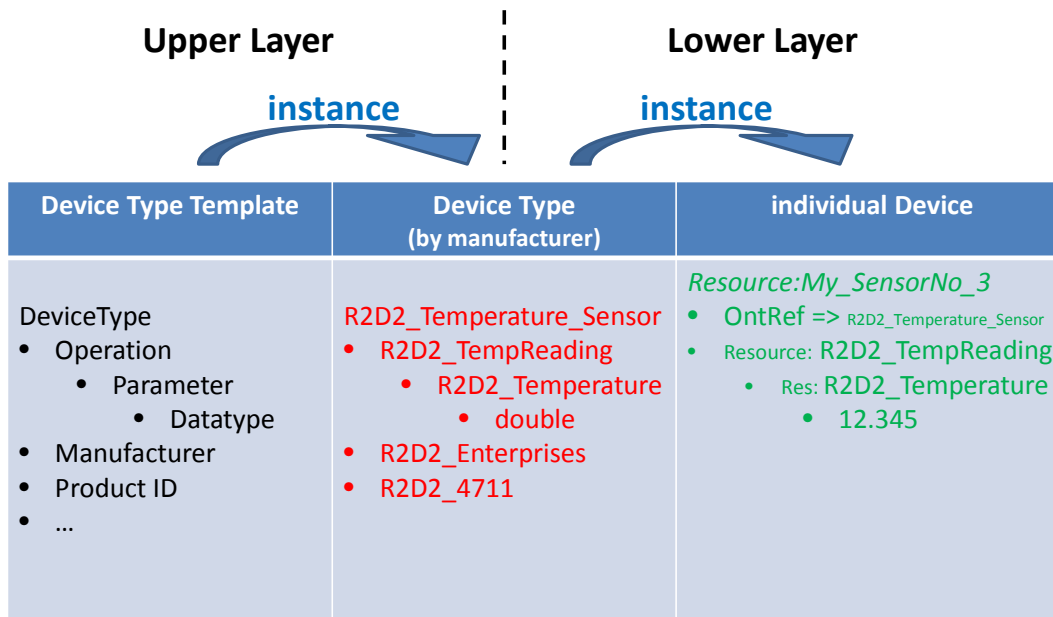 Upper Layer
Lower Layer
instance
instance
Device Type Template
Device Type
(by manufacturer)
individual Device
DeviceType
• Operation
• Parameter
• Datatype
• Manufacturer
• Product ID
• ...
R2D2_Temperature_Sensor
• R2D2_TempReading
• R2D2_Temperature
• double
• R2D2_Enterprises
• R2D2_4711
Resource:My_SensorNo_3
• OntRef => R2D2_Temperature_Sensor
• Resource: R2D2_TempReading
• Res: R2D2_Temperature
• 12.345